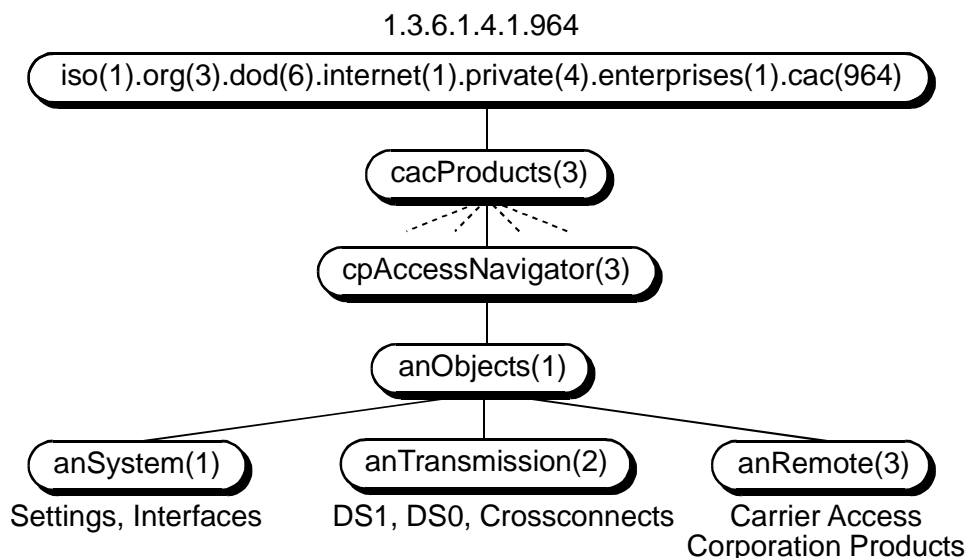 1.3.6.1.4.1.964
iso(1).org(3).dod(6).internet(1).private(4).enterprises(1).cac(964)
cacProducts(3)
cpAccessNavigator(3)
anObjects(1)
anSystem(1)
anTransmission(2)
anRemote(3)
Settings, Interfaces
DS1, DS0, Crossconnects
Carrier Access
Corporation Products